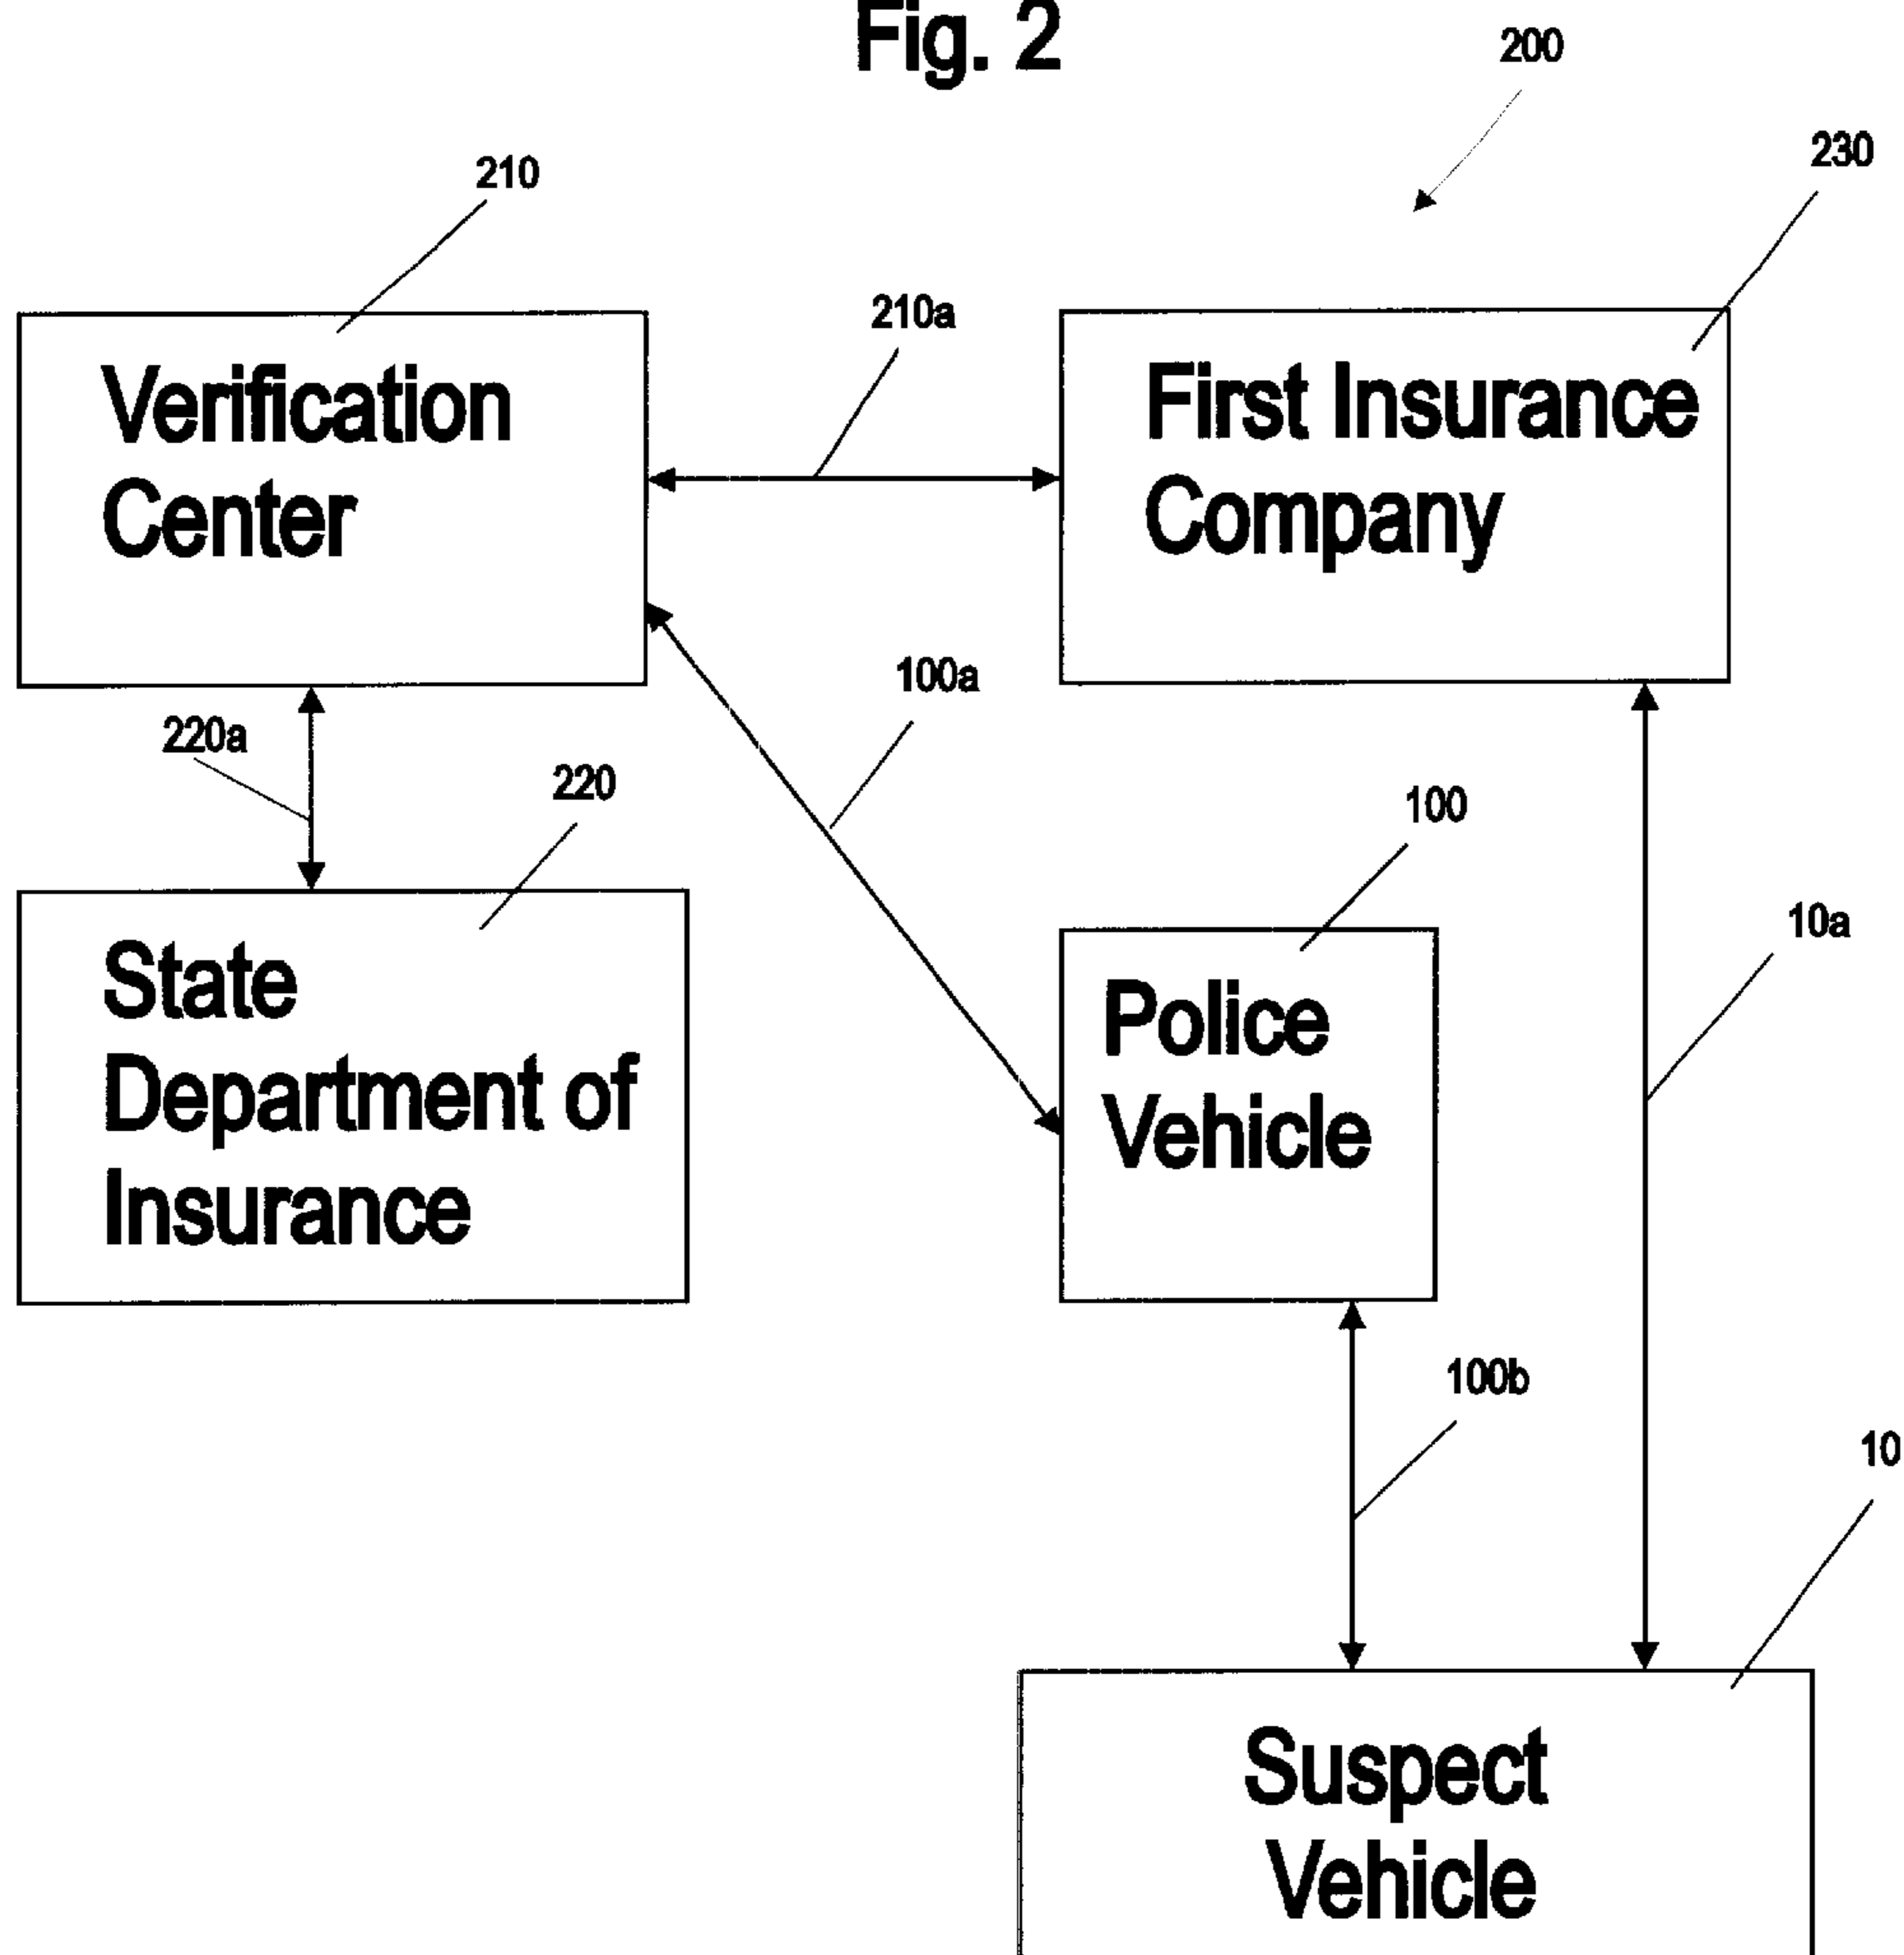 Fig. 2
200
230
210
210a
Verification
Center
First Insurance
Company
100a
220a
220
100
10a
State
Department of
Insurance
Police
Vehicle
100b
10
Suspect
Vehicle